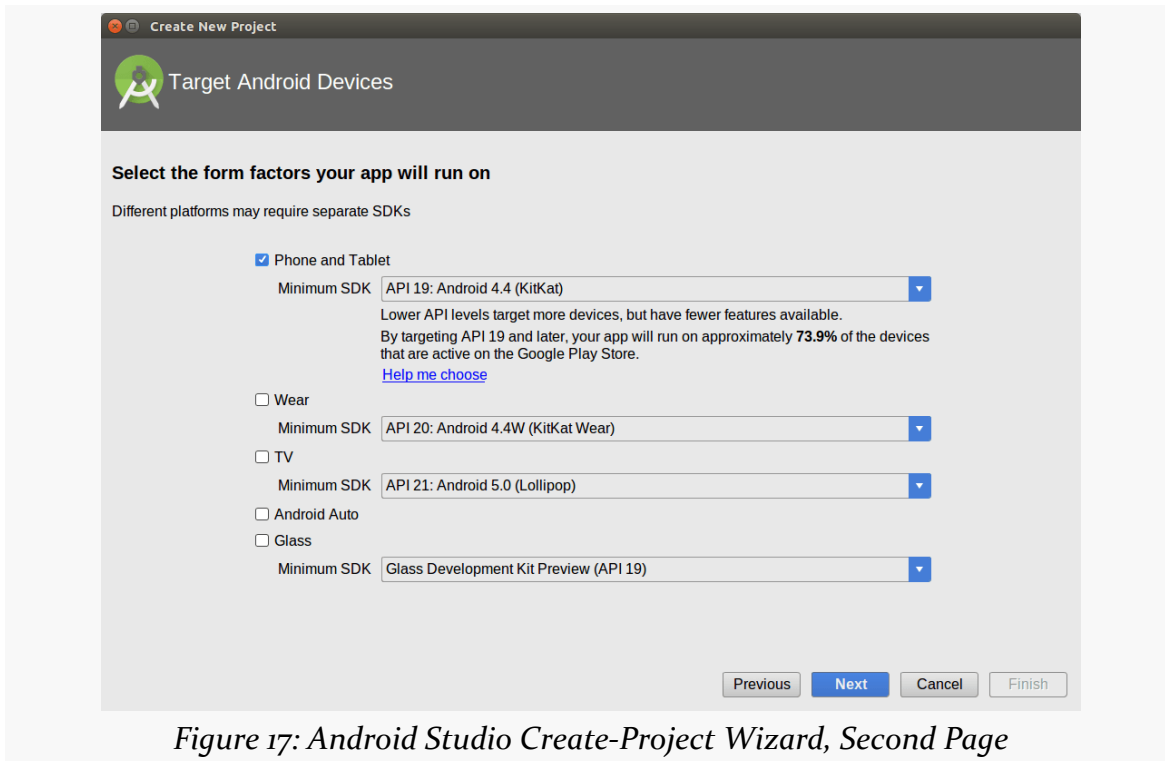 Create New Project
Target Android Devices
Select the form factors your app will run on
Different platforms may require separate SDKs
Phone and Tablet
Minimum SDK API 19: Android 4.4 (KitKat)
Lower API levels target more devices, but have fewer features available.
By targeting API 19 and later, your app will run on approximately 73.9% of the devices
that are active on the Google Play Store.
Help me choose
Wear
Minimum SDK API 20: Android 4.4W (KitKat Wear)
TV
Minimum SDK API 21: Android 5.0 (Lollipop)
Android Auto
Glass
Minimum SDK Glass Development Kit Preview (API 19)
Previous Next Cancel Finish
Figure 17: Android Studio Create-Project Wizard, Second Page